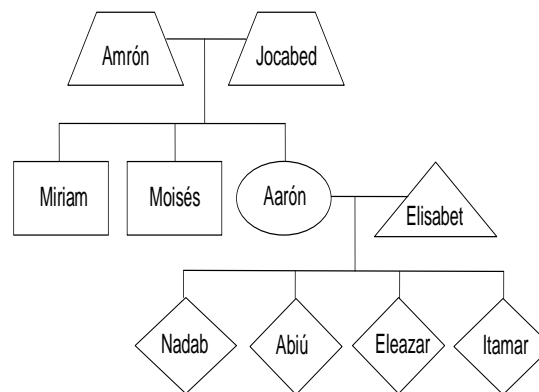 Amrón Jocabed
Miriam Moisés Aarón
Elisabet
Nadab Abiú Eleazar Itamar